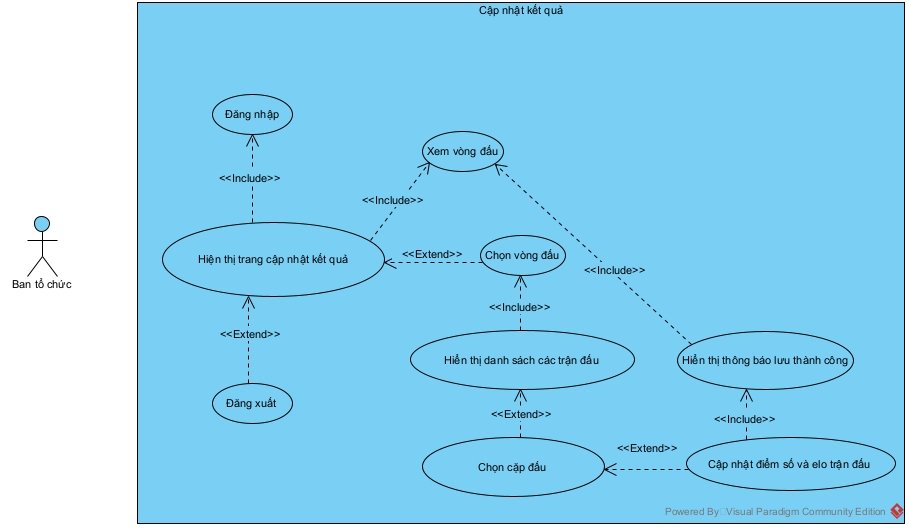 Cập nhật kết quả
Đăng nhập
Xem vòng đấu
<<Include>>
<<Include>>
Hiện thị trang cập nhật kết quả
<<Extend>>
Chọn vòng đấu
<<Include>>
Ban tổ chức
<<Include>>
<<Extend>>
Hiển thị danh sách các trận đấu
Hiển thị thông báo lưu thành công
Đăng xuất
<<Extend>>
<<Include>>
<<Extend>>
Chọn cặp đấu
Cập nhật điểm số và elo trận đấu
Powered By Visual Paradigm Community Edition